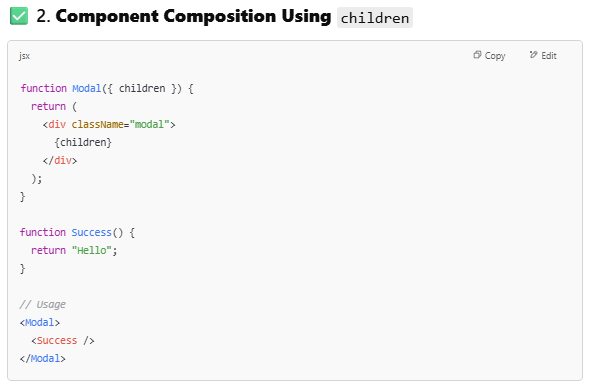 ✅ 2. Component Composition Using children
jsx Copy Edit
function Modal({ children }) {
  return (
    <div className="modal">
      {children}
    </div>
  );
}
function Success() {
  return "Hello";
}
// Usage
<Modal>
  <Success />
</Modal>